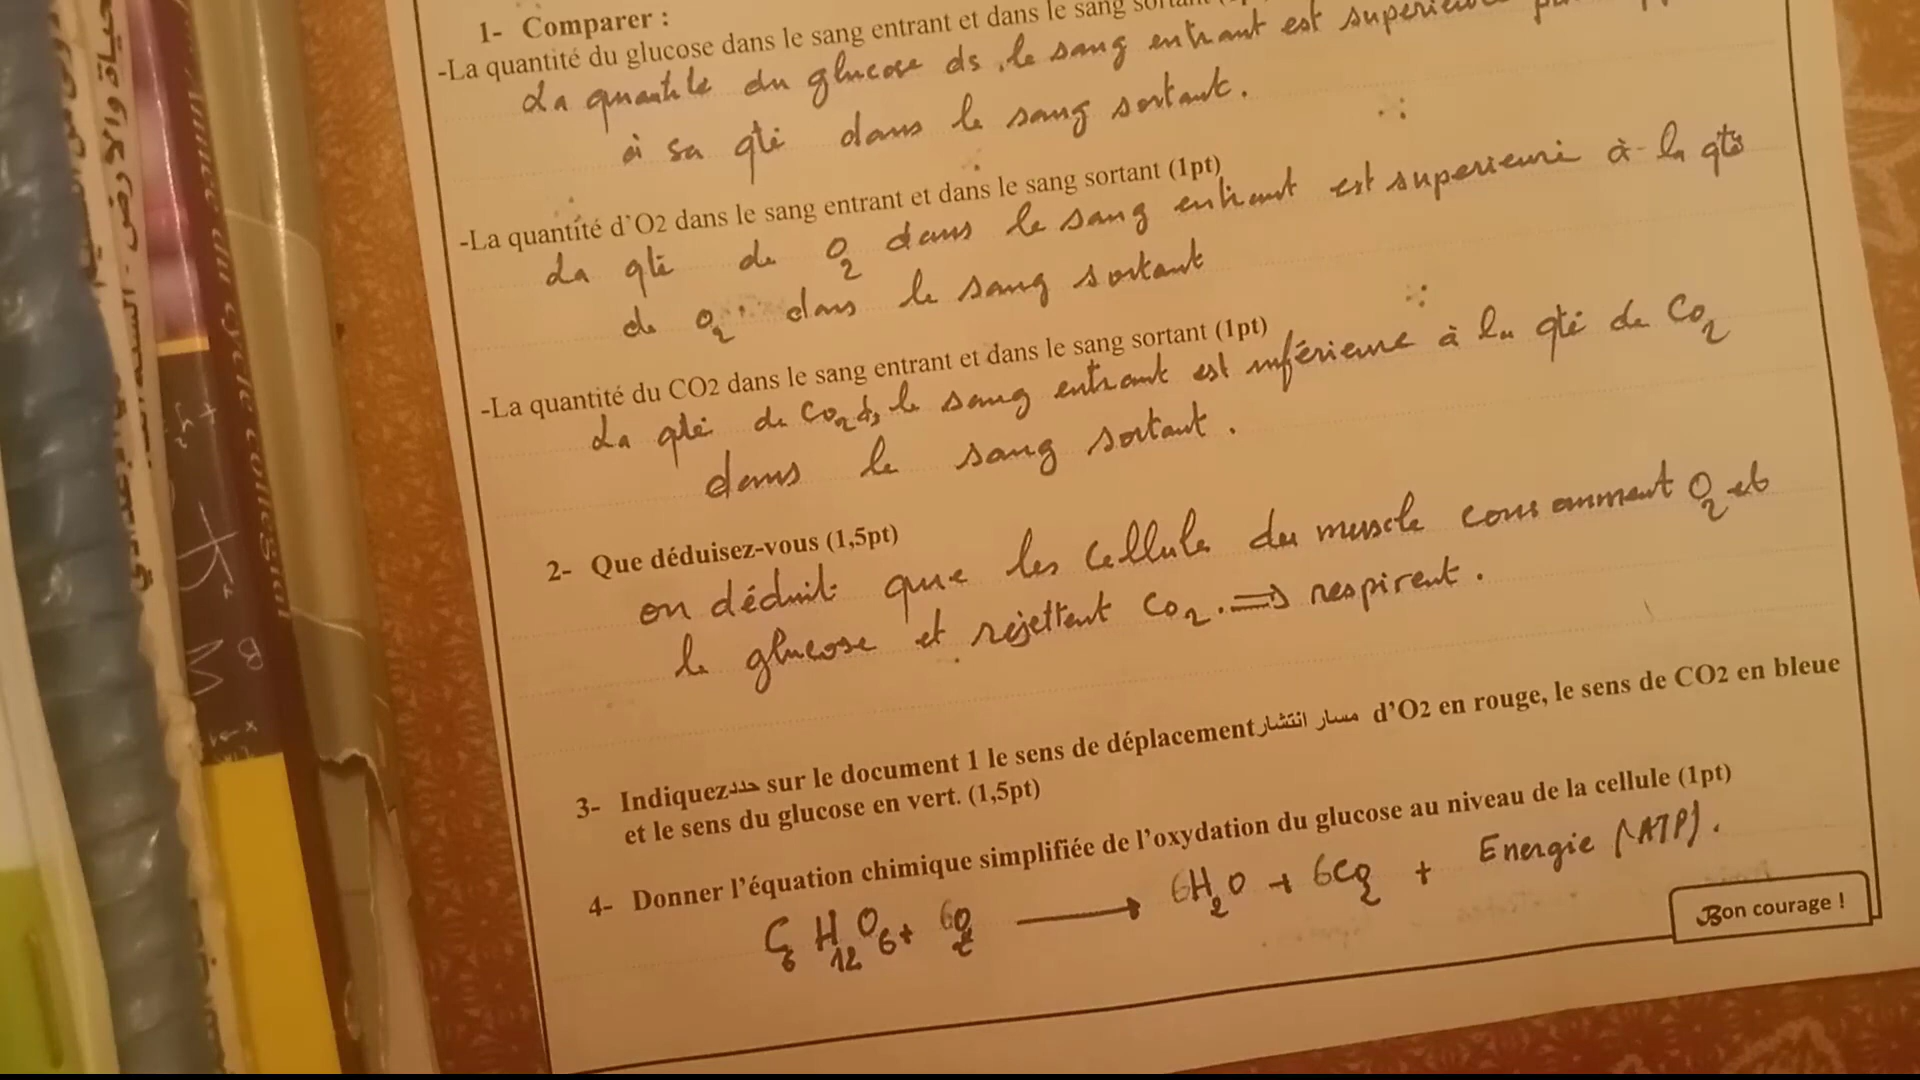 1- Comparer :
-La quantité du glucose dans le sang entrant et dans le sang sortant
La quantité du glucose ds le sang entrant est superieure
à sa qté dans le sang sortant.
-La quantité d'O2 dans le sang entrant et dans le sang sortant (1pt)
La qté de O2 dans le sang entrant est superieure à la qté
de O2 dans le sang sortant
-La quantité du CO2 dans le sang entrant et dans le sang sortant (1pt)
La qté de CO2 ds le sang entrant est inférieure à la qté de CO2
dans le sang sortant.
2- Que déduisez-vous (1,5pt)
on déduit que les cellules du muscle consomment O2 et
le glucose et rejettent CO2. ⇒ respirent.
3- Indiquez حدد sur le document 1 le sens de déplacement مسار انتشار d'O2 en rouge, le sens de CO2 en bleue
et le sens du glucose en vert. (1,5pt)
4- Donner l'équation chimique simplifiée de l'oxydation du glucose au niveau de la cellule (1pt)
C6H12O6 + 6O2 ⟶ 6H2O + 6CO2 + Energie (ATP).
Bon courage !